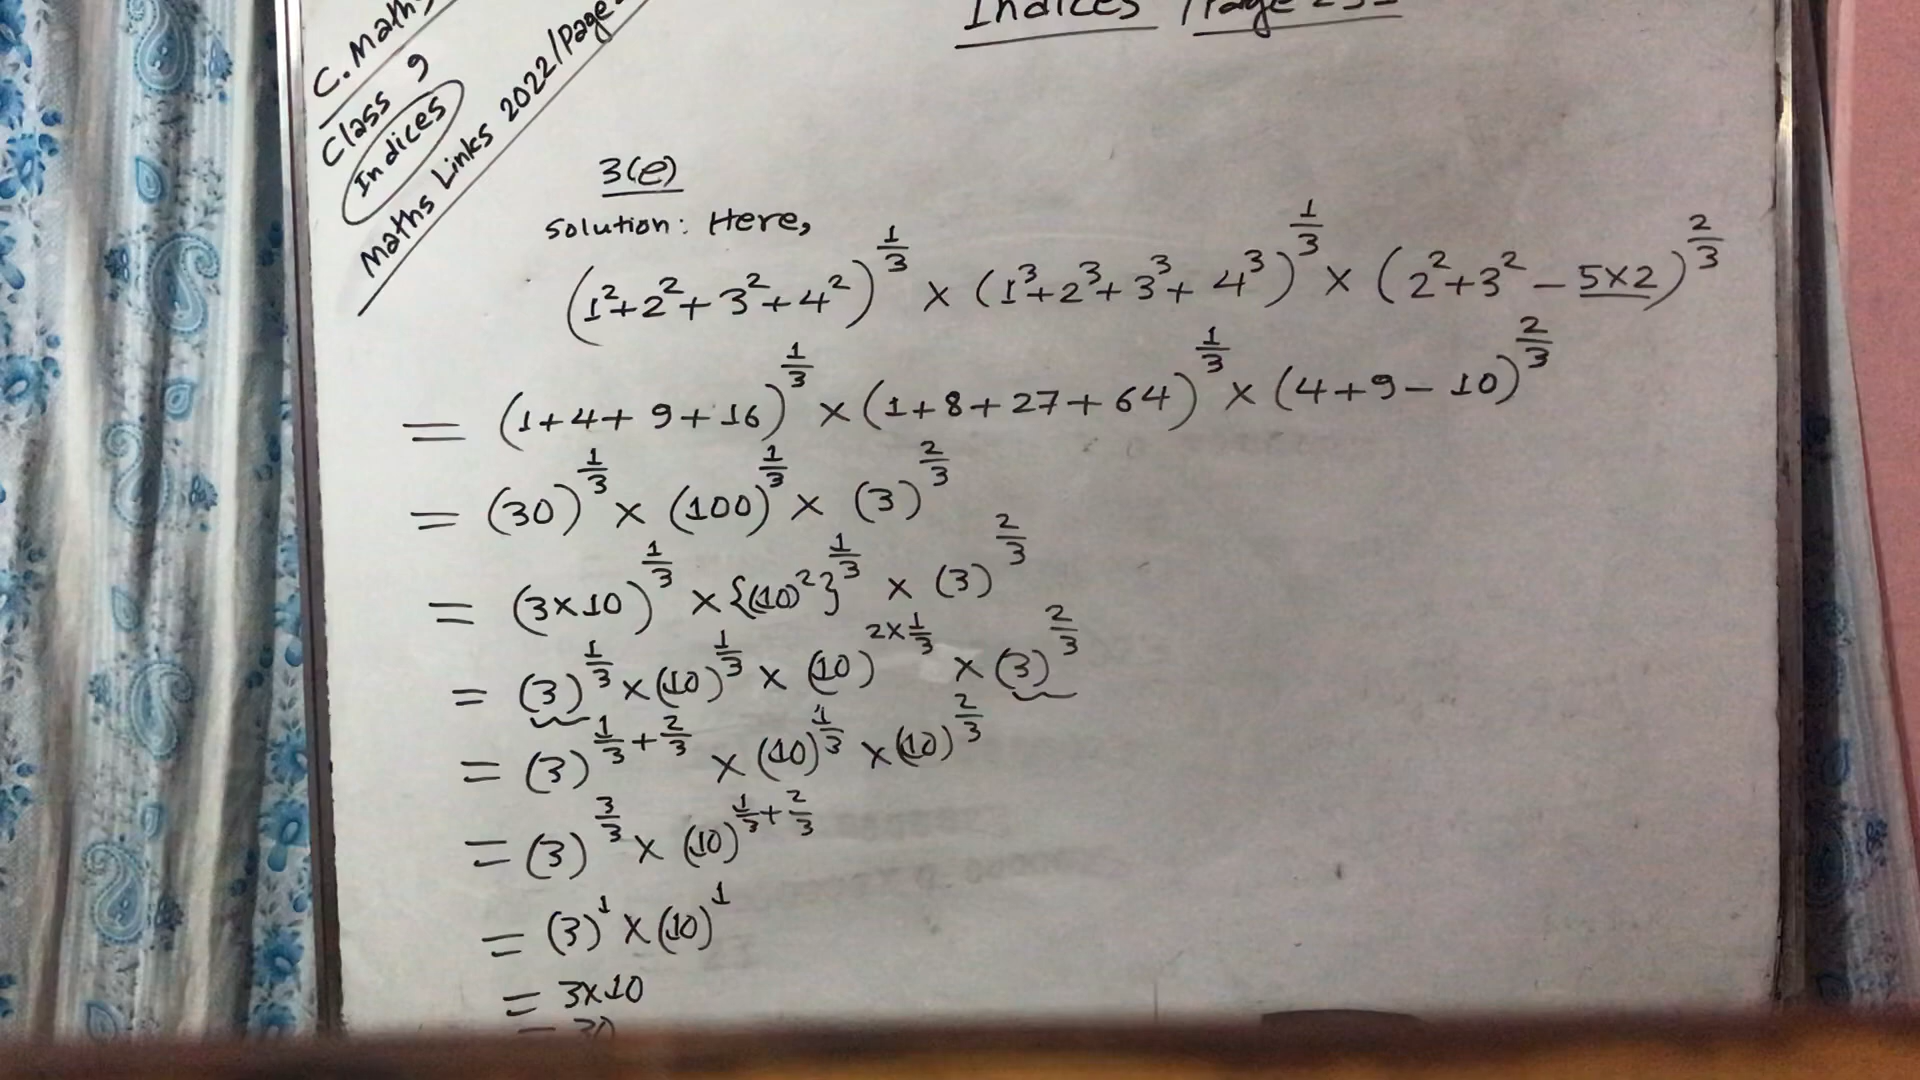 Indices / Page
C. Math
Class 9
Indices
Maths Links 2022/Page
3(e)
Solution: Here,
(1²+2²+3²+4²)^(1/3) × (1³+2³+3³+4³)^(1/3) × (2²+3²−5×2)^(2/3)
= (1+4+9+16)^(1/3) × (1+8+27+64)^(1/3) × (4+9−10)^(2/3)
= (30)^(1/3) × (100)^(1/3) × (3)^(2/3)
= (3×10)^(1/3) × {(10)²}^(1/3) × (3)^(2/3)
= (3)^(1/3) × (10)^(1/3) × (10)^(2×1/3) × (3)^(2/3)
= (3)^(1/3+2/3) × (10)^(1/3) × (10)^(2/3)
= (3)^(3/3) × (10)^(1/3+2/3)
= (3)¹ × (10)¹
= 3×10
= 30